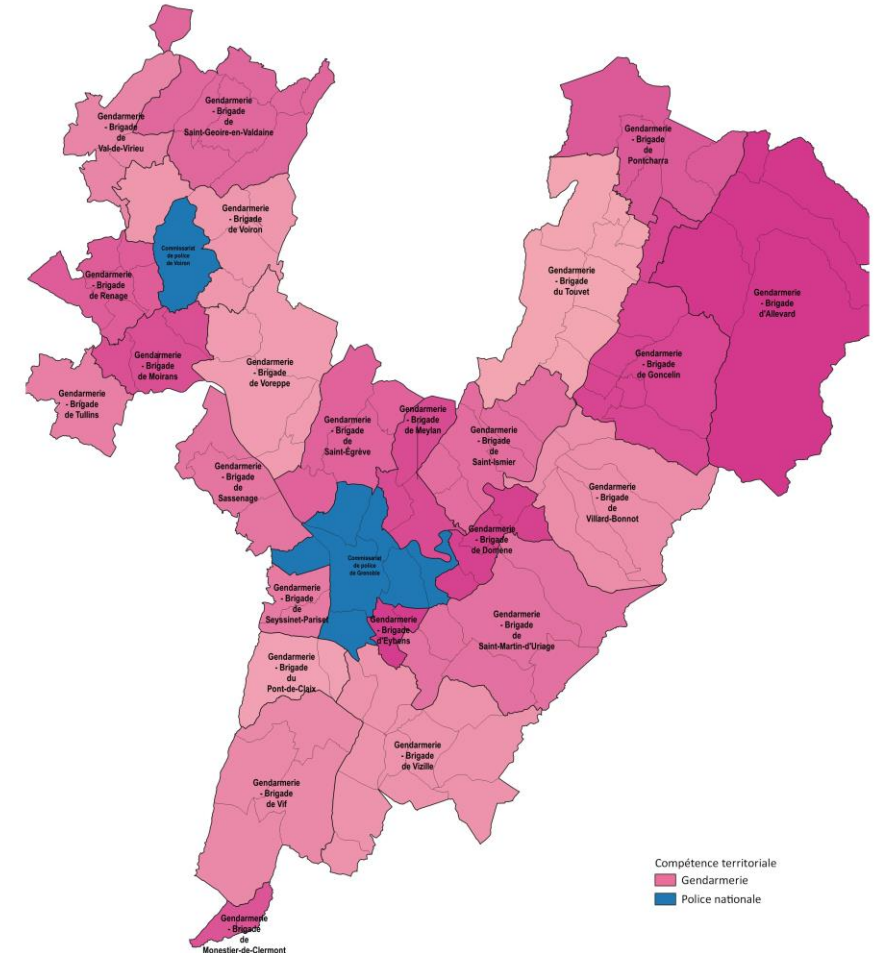 Gendarmerie
- Brigade
de
Saint-Geoire-en-Valdaine
Gendarmerie
- Brigade
de
Val-de-Virieu
Gendarmerie
- Brigade
de
Pontcharra
Gendarmerie
- Brigade
de Voiron
Commissariat
de police
de Voiron
Gendarmerie
- Brigade
de Renage
Gendarmerie
- Brigade
du Touvet
Gendarmerie
- Brigade
d'Allevard
Gendarmerie
- Brigade
de Moirans
Gendarmerie
- Brigade
de Voreppe
Gendarmerie
- Brigade
de Goncelin
Gendarmerie
- Brigade
de Tullins
Gendarmerie
- Brigade
de
Saint-Égrève
Gendarmerie
- Brigade
de Meylan
Gendarmerie
- Brigade
de
Saint-Ismier
Gendarmerie
- Brigade
de
Sassenage
Gendarmerie
- Brigade
de
Villard-Bonnot
Gendarmerie
- Brigade
de Domène
Commissariat
de police
de Grenoble
Gendarmerie
- Brigade
de
Seyssinet-Pariset
Gendarmerie
- Brigade
d'Eybens
Gendarmerie
- Brigade
de
Saint-Martin-d'Uriage
Gendarmerie
- Brigade
du
Pont-de-Claix
Gendarmerie
- Brigade
de Vizille
Gendarmerie
- Brigade
de Vif
Gendarmerie
- Brigade
de
Monestier-de-Clermont
Compétence territoriale
Gendarmerie
Police nationale